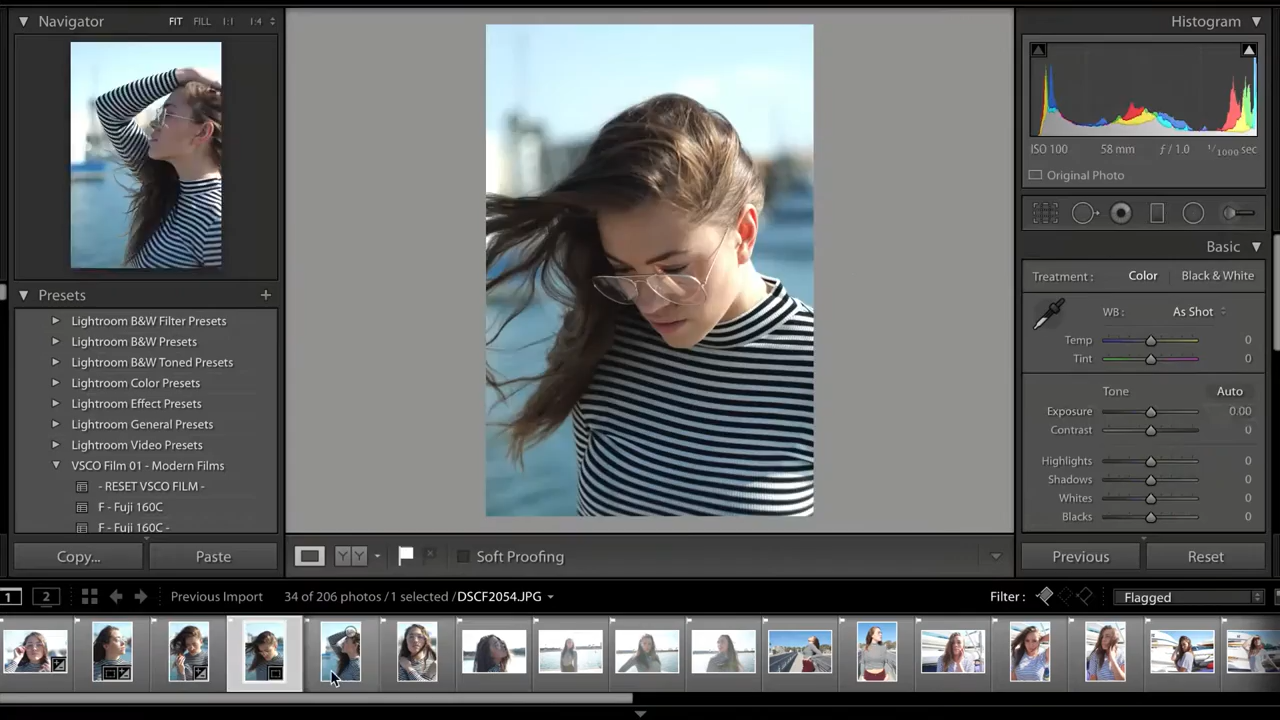 Navigator FIT FILL 1:1 1:4
Histogram
ISO 100 58 mm ƒ / 1.0 1/1000 sec
Original Photo
Presets
Lightroom B&W Filter Presets
Lightroom B&W Presets
Lightroom B&W Toned Presets
Lightroom Color Presets
Lightroom Effect Presets
Lightroom General Presets
Lightroom Video Presets
VSCO Film 01 - Modern Films
- RESET VSCO FILM -
F - Fuji 160C
F - Fuji 160C -
Copy... Paste
Basic
Treatment : Color Black & White
WB : As Shot
Temp 0
Tint 0
Tone Auto
Exposure 0.00
Contrast 0
Highlights 0
Shadows 0
Whites 0
Blacks 0
Y Y Soft Proofing
Previous Reset
1 2 Previous Import 34 of 206 photos / 1 selected / DSCF2054.JPG Filter : Flagged